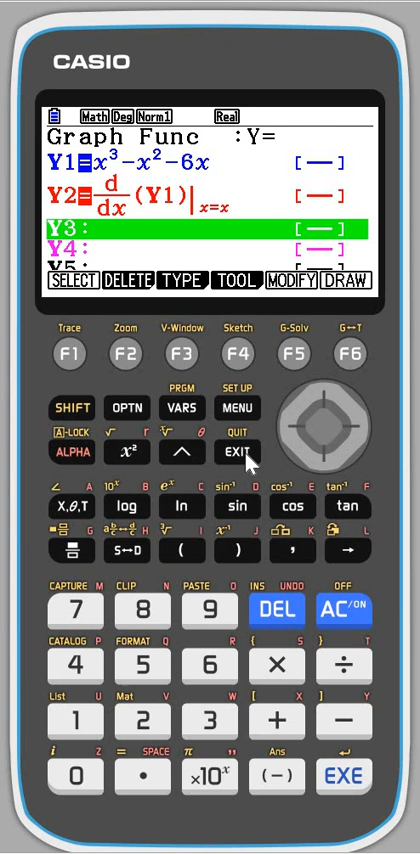 CASIO
Math Deg Norm1 Real
Graph Func :Y=
Y1=x³−x²−6x [—]
Y2=d/dx(Y1)|x=x [—]
Y3: [—]
Y4: [—]
Y5:
SELECT DELETE TYPE TOOL MODIFY DRAW
Trace Zoom V-Window Sketch G-Solv G↔T
F1 F2 F3 F4 F5 F6
PRGM SET UP
SHIFT OPTN VARS MENU
A-LOCK √ r ˣ√ θ QUIT
ALPHA x² ^ EXIT
∠ A 10ˣ B eˣ C sin⁻¹ D cos⁻¹ E tan⁻¹ F
X,θ,T log ln sin cos tan
G H ³√ I x⁻¹ J K L
S↔D ( ) , →
CAPTURE M CLIP N PASTE O INS UNDO OFF
7 8 9 DEL AC/ON
CATALOG P FORMAT Q R { S } T
4 5 6 × ÷
List U Mat V W [ X ] Y
1 2 3 + −
i Z = SPACE π " Ans ↵
0 • ×10ˣ (−) EXE